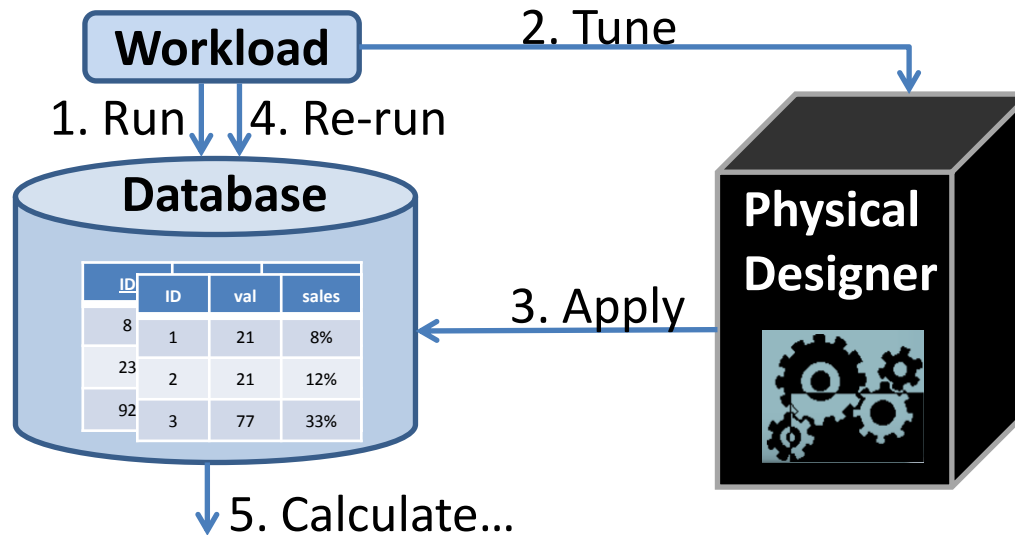 Workload
2. Tune
1. Run
4. Re-run
Database
Physical
Designer
ID
8
23
92
ID val sales
1 21 8%
2 21 12%
3 77 33%
3. Apply
5. Calculate…